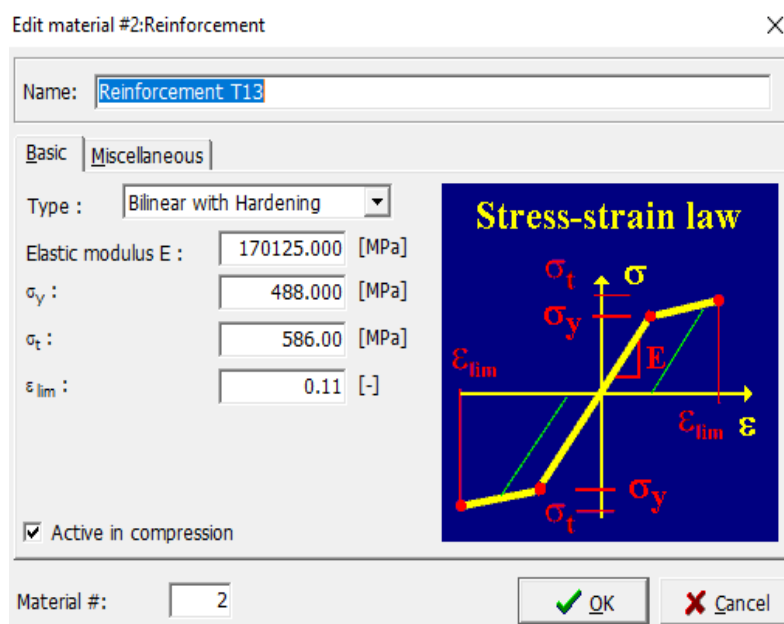 Edit material #2:Reinforcement
Name: Reinforcement T13
Basic Miscellaneous
Type : Bilinear with Hardening
Elastic modulus E : 170125.000 [MPa]
σy : 488.000 [MPa]
σt : 586.00 [MPa]
εlim : 0.11 [-]
Active in compression
Stress-strain law
σt σ
σy
E
εlim
εlim ε
σy
σt
Material #: 2
OK Cancel